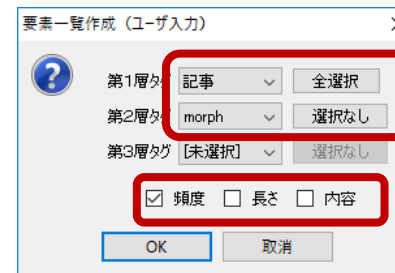 要素一覧作成（ユーザ入力）
?
第1層タグ 記事 全選択
第2層タグ morph 選択なし
第3層タグ [未選択] 選択なし
頻度 長さ 内容
OK 取消